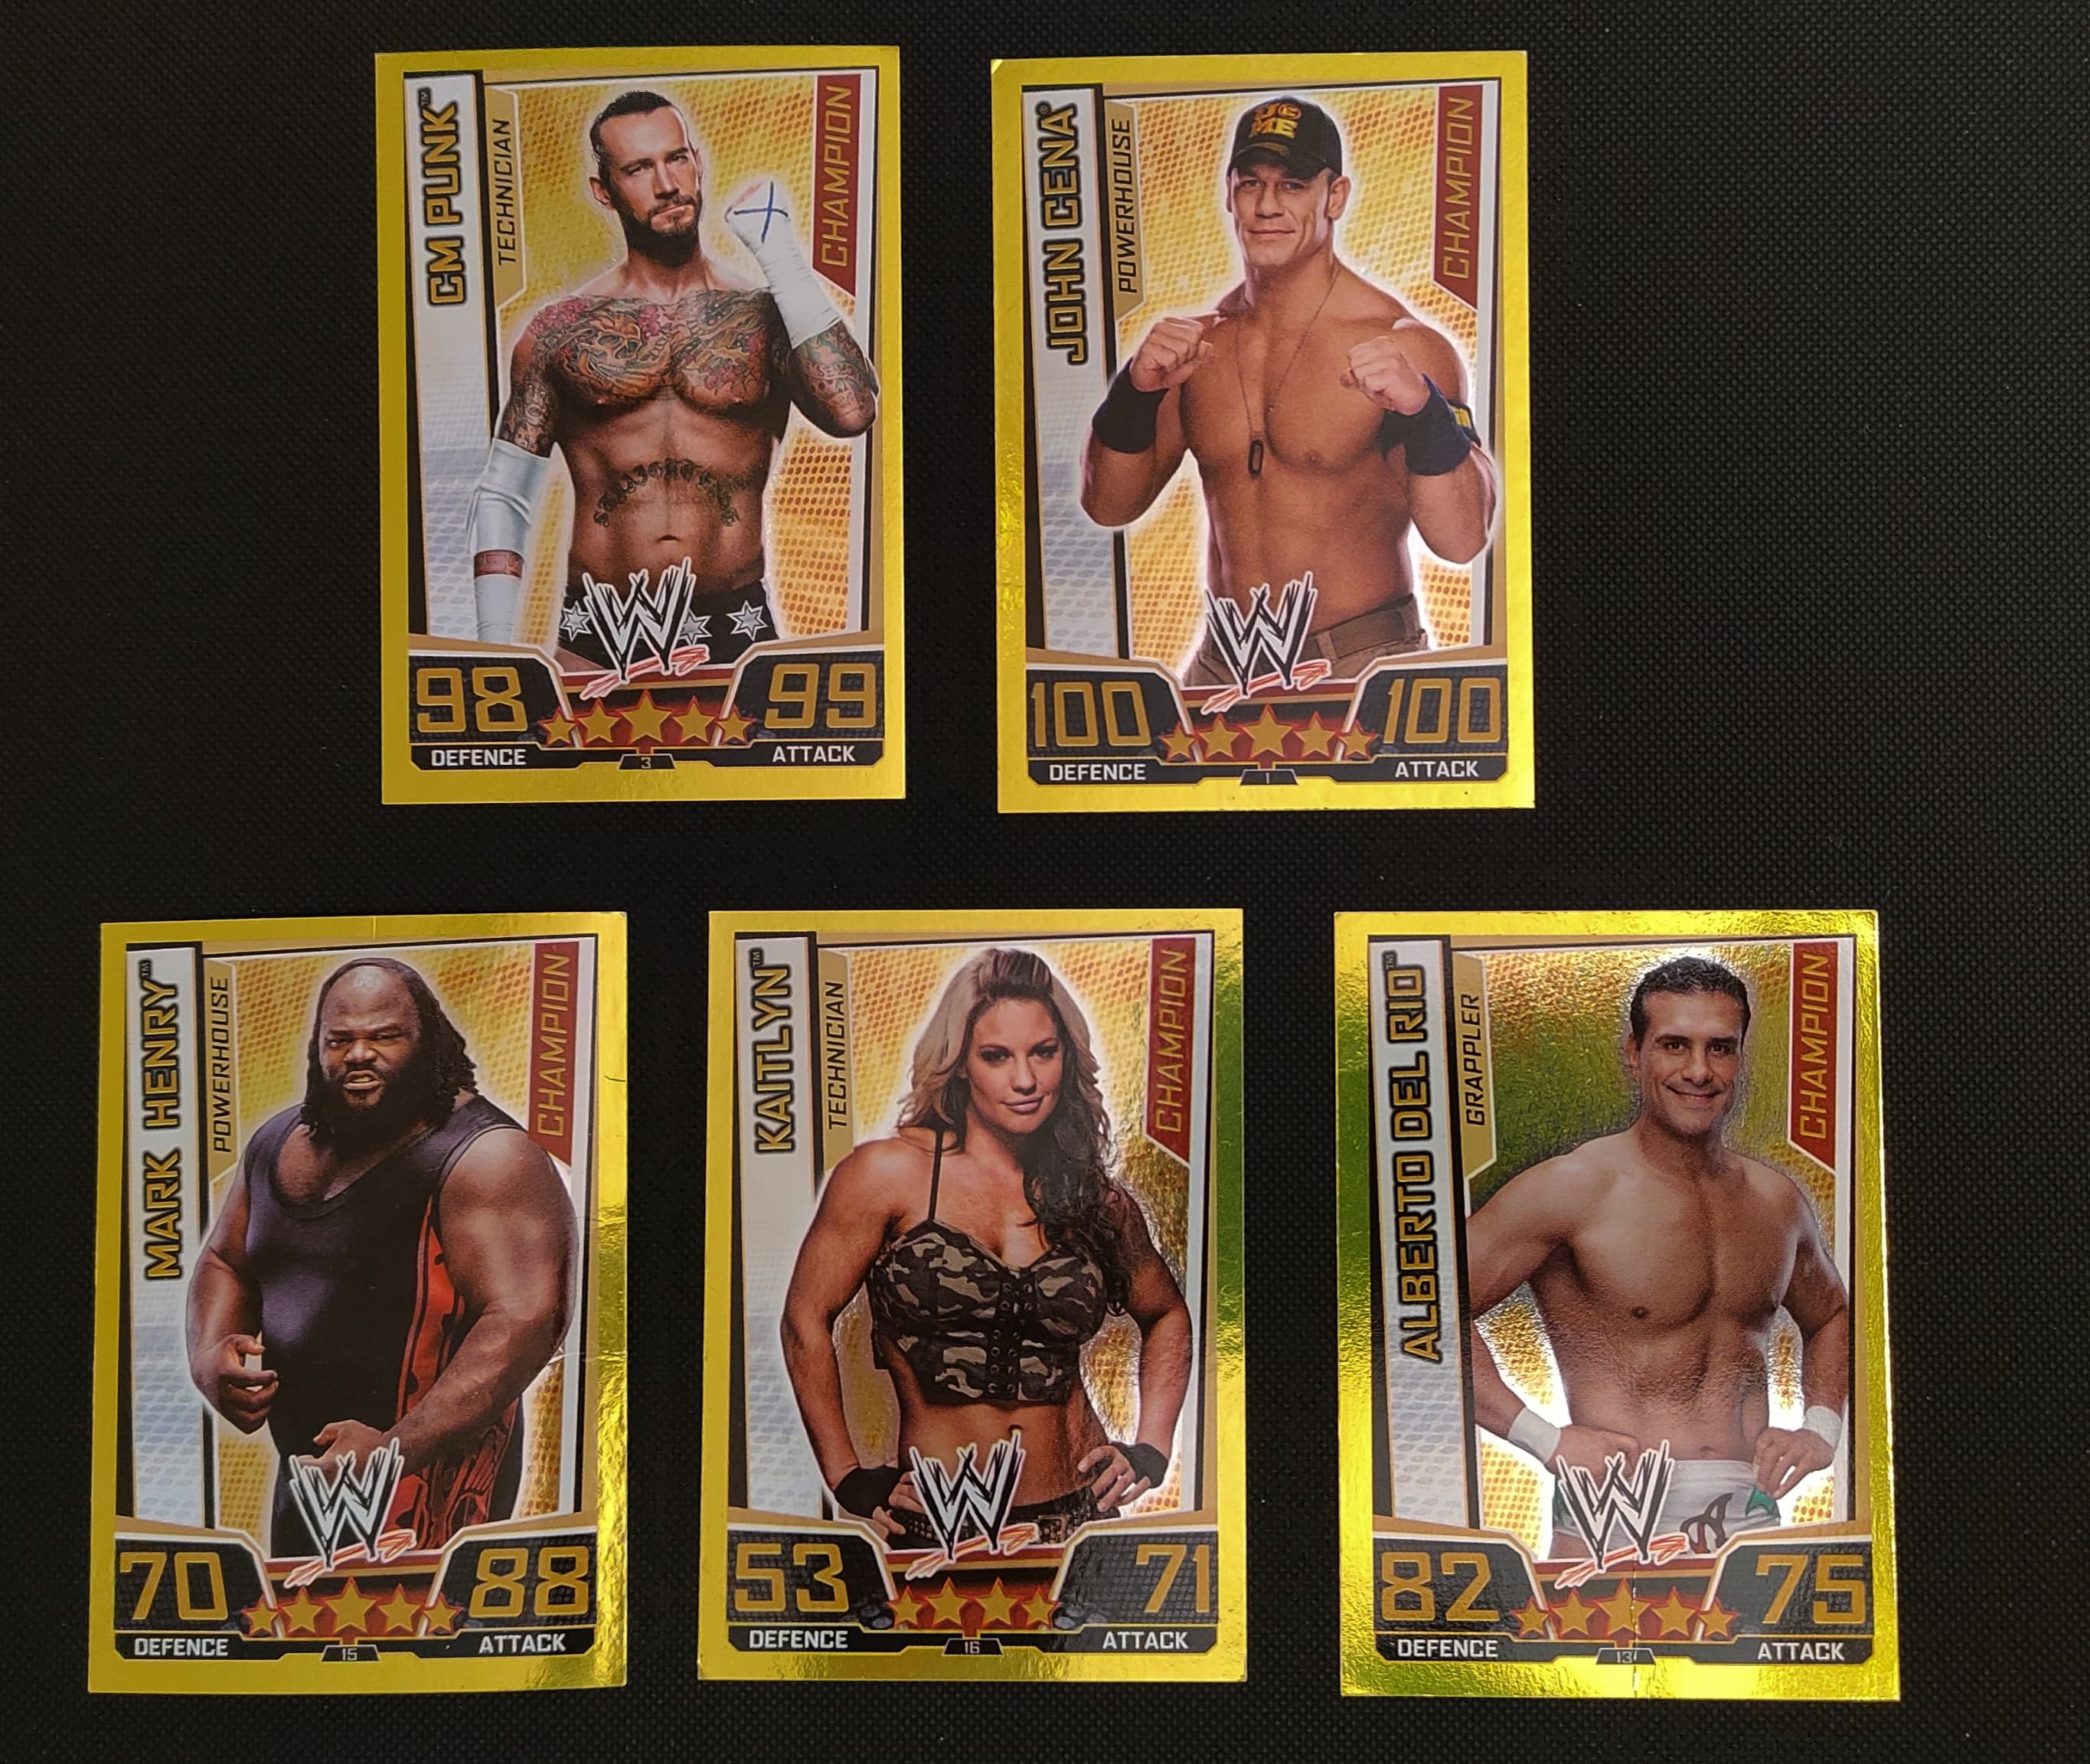 CM PUNK™
TECHNICIAN
CHAMPION
98
99
DEFENCE
3
ATTACK
JOHN CENA®
POWERHOUSE
CHAMPION
ME
W
100
100
DEFENCE
1
ATTACK
MARK HENRY™
POWERHOUSE
CHAMPION
W
70
88
DEFENCE
15
ATTACK
KAITLYN™
TECHNICIAN
CHAMPION
W
53
71
DEFENCE
16
ATTACK
ALBERTO DEL RIO™
GRAPPLER
CHAMPION
W
82
75
DEFENCE
13
ATTACK